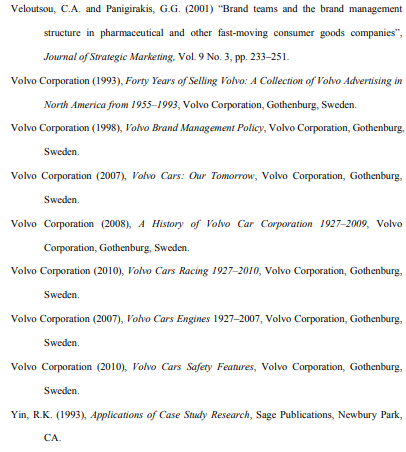 Veloutsou, C.A. and Panigirakis, G.G. (2001) “Brand teams and the brand management
structure in pharmaceutical and other fast-moving consumer goods companies”,
Journal of Strategic Marketing, Vol. 9 No. 3, pp. 233–251.
Volvo Corporation (1993), Forty Years of Selling Volvo: A Collection of Volvo Advertising in
North America from 1955–1993, Volvo Corporation, Gothenburg, Sweden.
Volvo Corporation (1998), Volvo Brand Management Policy, Volvo Corporation, Gothenburg,
Sweden.
Volvo Corporation (2007), Volvo Cars: Our Tomorrow, Volvo Corporation, Gothenburg,
Sweden.
Volvo Corporation (2008), A History of Volvo Car Corporation 1927–2009, Volvo
Corporation, Gothenburg, Sweden.
Volvo Corporation (2010), Volvo Cars Racing 1927–2010, Volvo Corporation, Gothenburg,
Sweden.
Volvo Corporation (2007), Volvo Cars Engines 1927–2007, Volvo Corporation, Gothenburg,
Sweden.
Volvo Corporation (2010), Volvo Cars Safety Features, Volvo Corporation, Gothenburg,
Sweden.
Yin, R.K. (1993), Applications of Case Study Research, Sage Publications, Newbury Park,
CA.